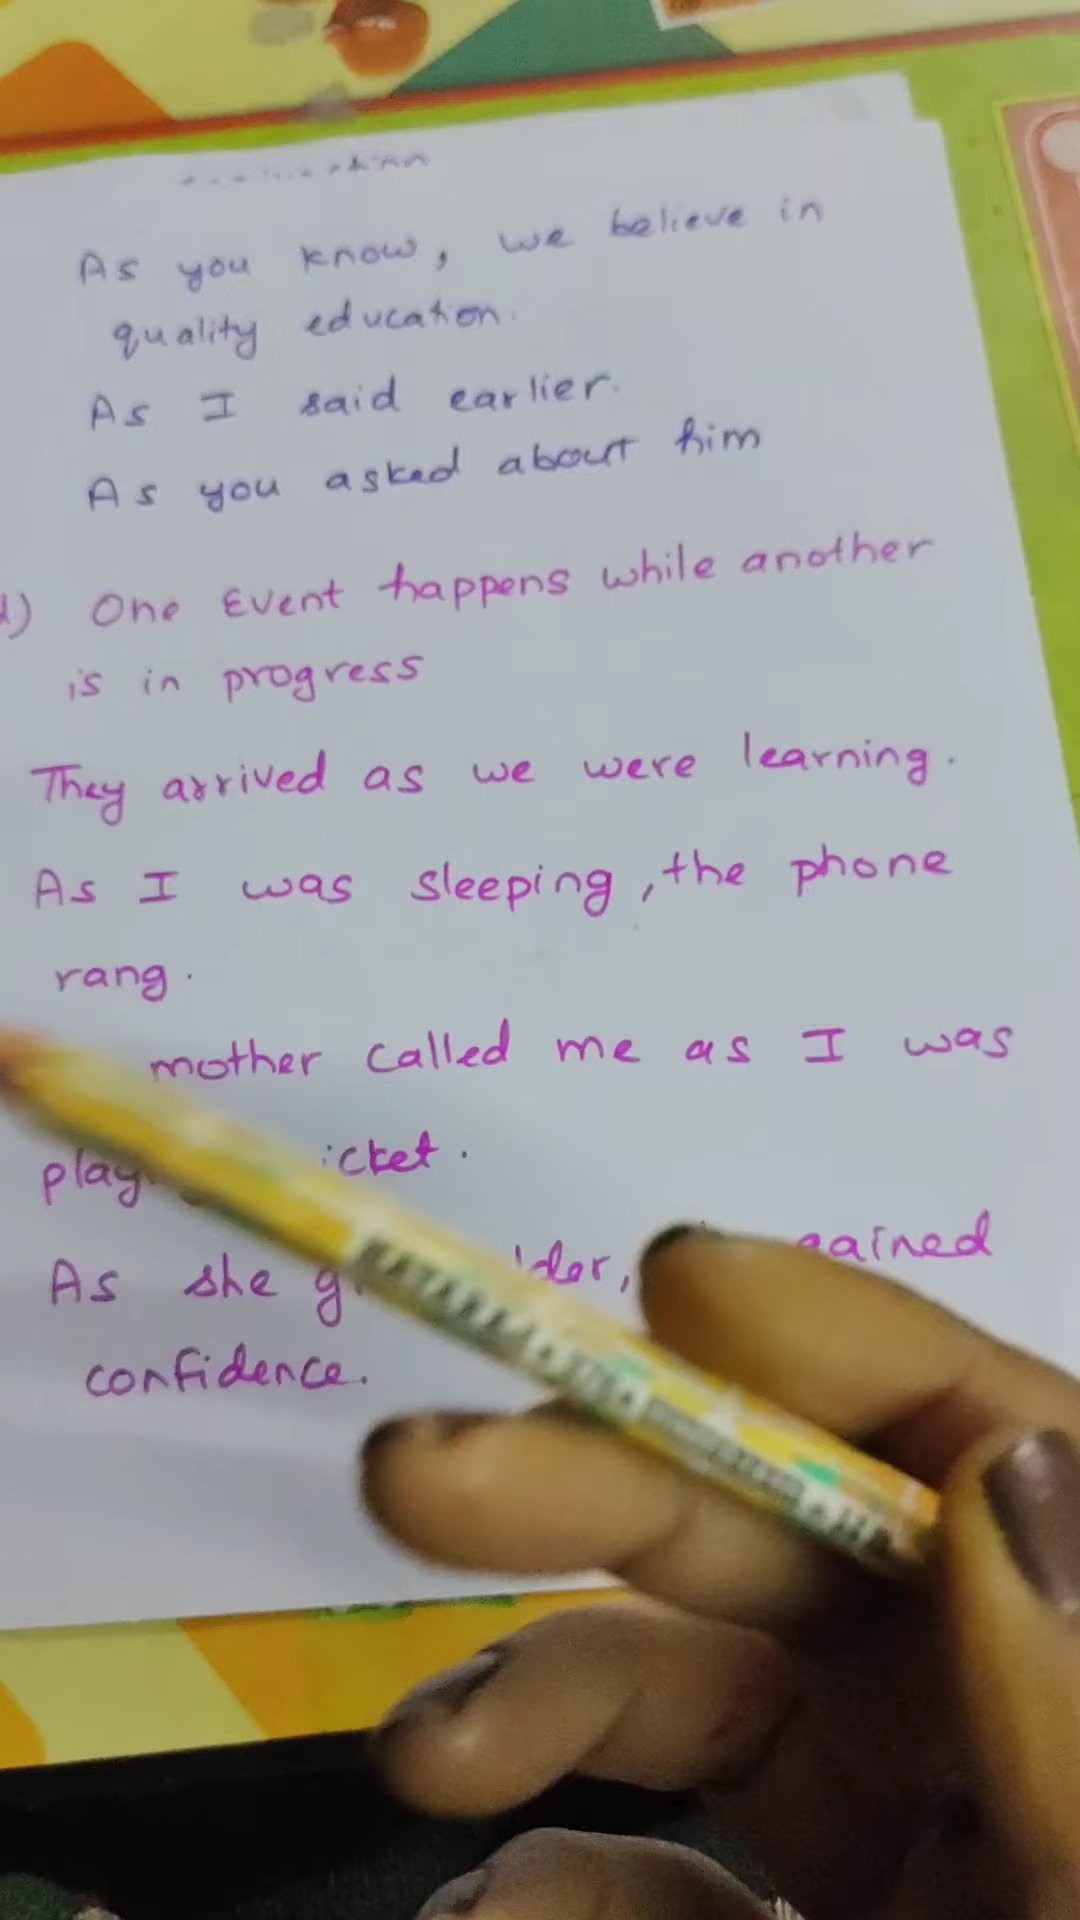 As you know, we believe in
quality education.
As I said earlier.
As you asked about him
d) One Event happens while another
is in progress
They arrived as we were learning.
As I was sleeping, the phone
rang.
mother called me as I was
icket.
As she
confidence.